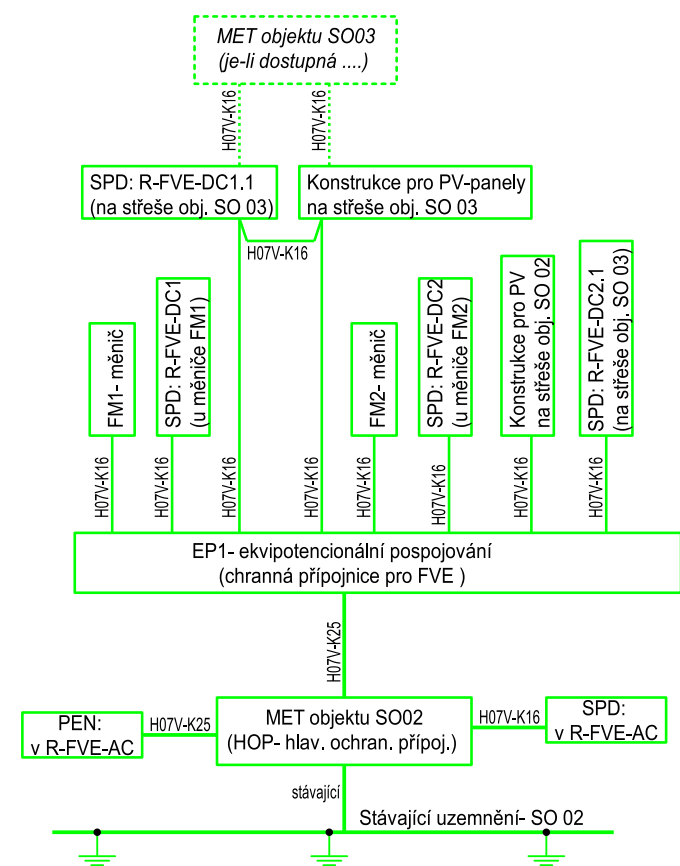 MET objektu SO03
(je-li dostupná ....)
H07V-K16
H07V-K16
SPD: R-FVE-DC1.1
(na střeše obj. SO 03)
Konstrukce pro PV-panely
na střeše obj. SO 03
H07V-K16
FM1- měnič
SPD: R-FVE-DC1
(u měniče FM1)
FM2- měnič
SPD: R-FVE-DC2
(u měniče FM2)
Konstrukce pro PV
na střeše obj. SO 02
SPD: R-FVE-DC2.1
(na střeše obj. SO 03)
H07V-K16
H07V-K16
H07V-K16
H07V-K16
H07V-K16
H07V-K16
H07V-K16
H07V-K16
EP1- ekvipotencionální pospojování
(chranná přípojnice pro FVE )
H07V-K25
PEN:
v R-FVE-AC
H07V-K25
MET objektu SO02
(HOP- hlav. ochran. přípoj.)
H07V-K16
SPD:
v R-FVE-AC
stávající
Stávající uzemnění- SO 02